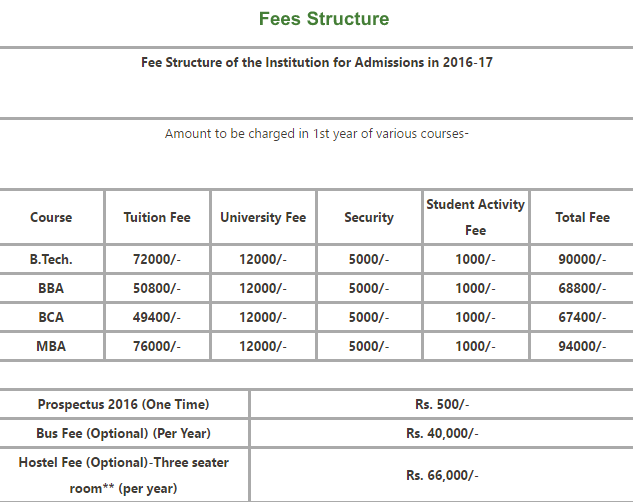 Fees Structure
Fee Structure of the Institution for Admissions in 2016-17
Amount to be charged in 1st year of various courses-
Course Tuition Fee University Fee Security Student Activity Fee Total Fee
B.Tech. 72000/- 12000/- 5000/- 1000/- 90000/-
BBA 50800/- 12000/- 5000/- 1000/- 68800/-
BCA 49400/- 12000/- 5000/- 1000/- 67400/-
MBA 76000/- 12000/- 5000/- 1000/- 94000/-
Prospectus 2016 (One Time) Rs. 500/-
Bus Fee (Optional) (Per Year) Rs. 40,000/-
Hostel Fee (Optional)-Three seater
room** (per year) Rs. 66,000/-